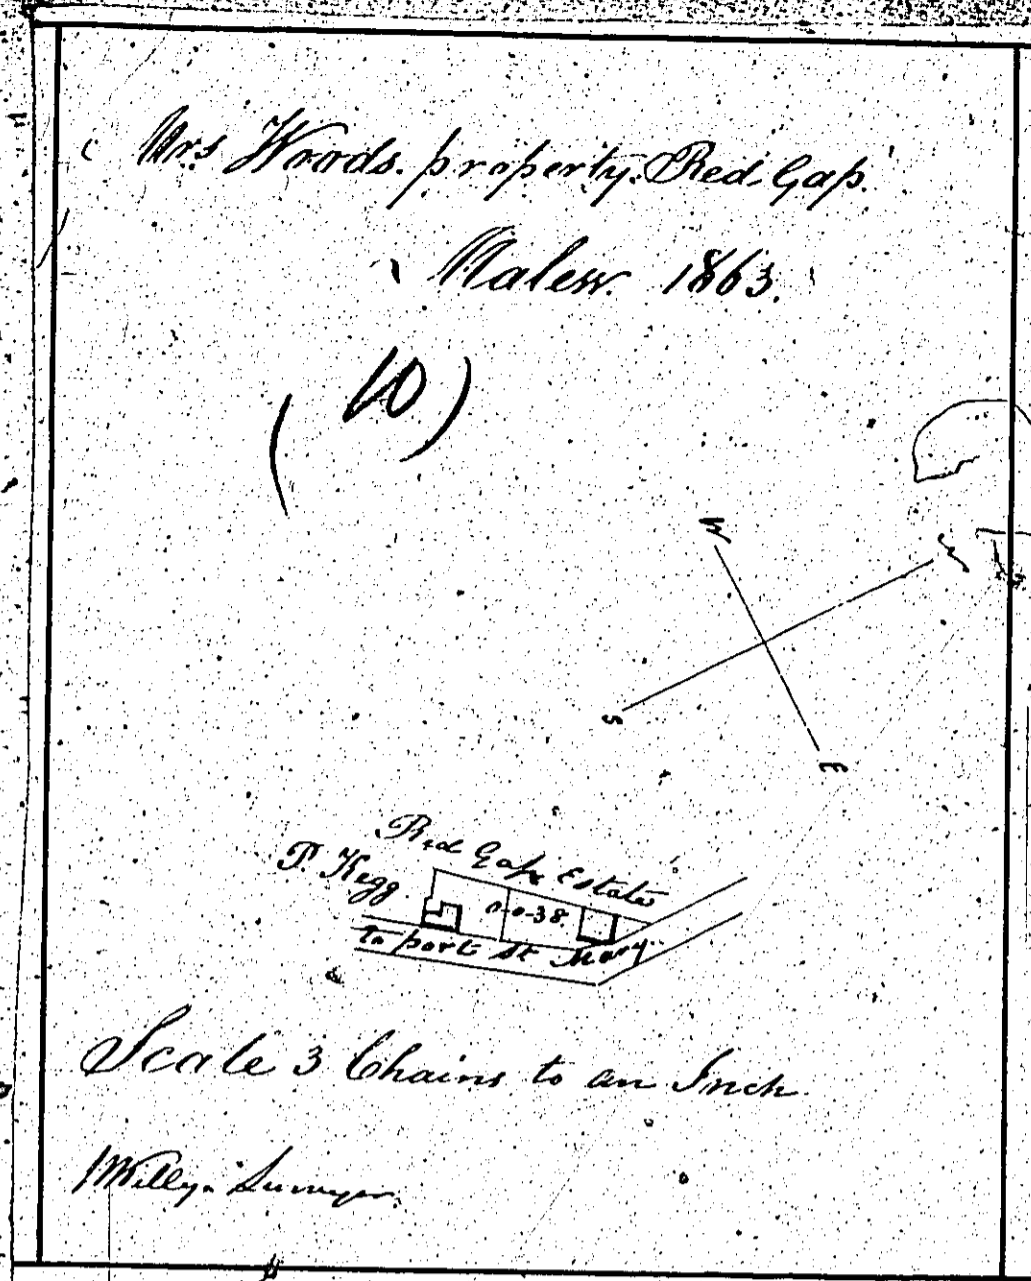 Mrs Woods. property. Red Gap.
Malew. 1863.
(10)
W
N
S
E
Red Gap Estate
P. Kegg
0-0-38.
To port St Mary
Scale 3 Chains to an Inch
Surveyor